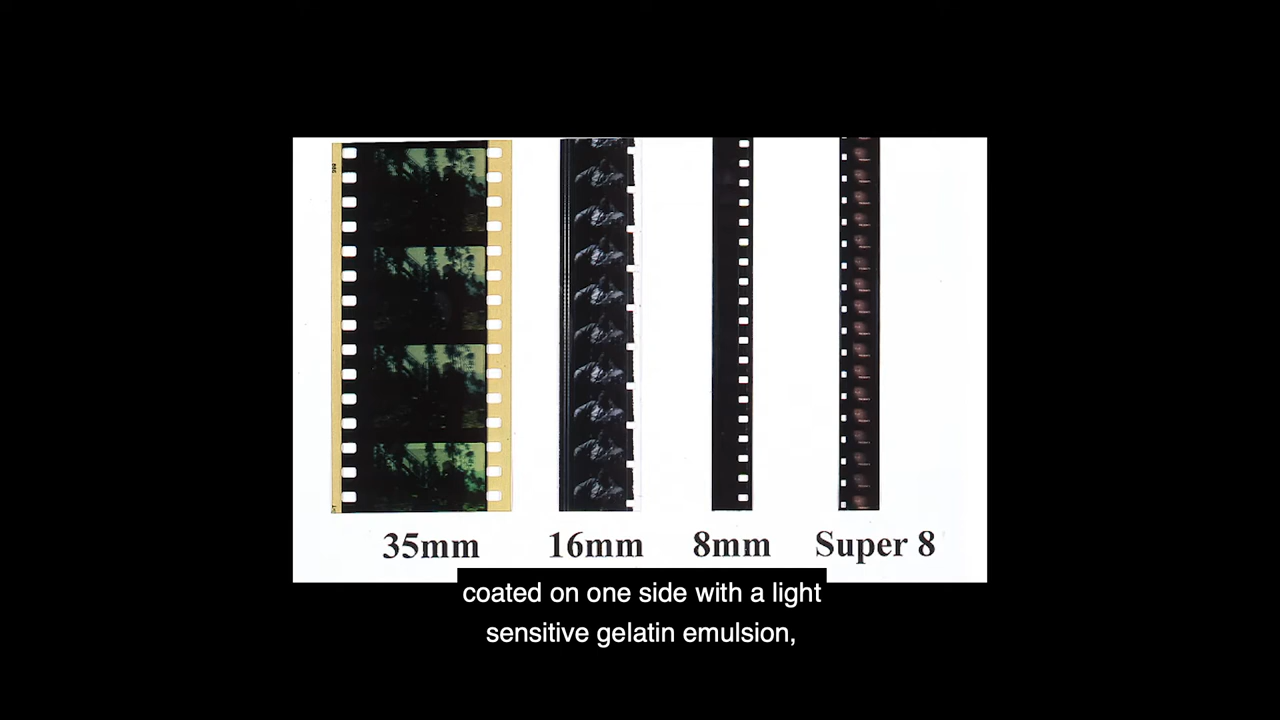 35mm 16mm 8mm Super 8
coated on one side with a light
sensitive gelatin emulsion,